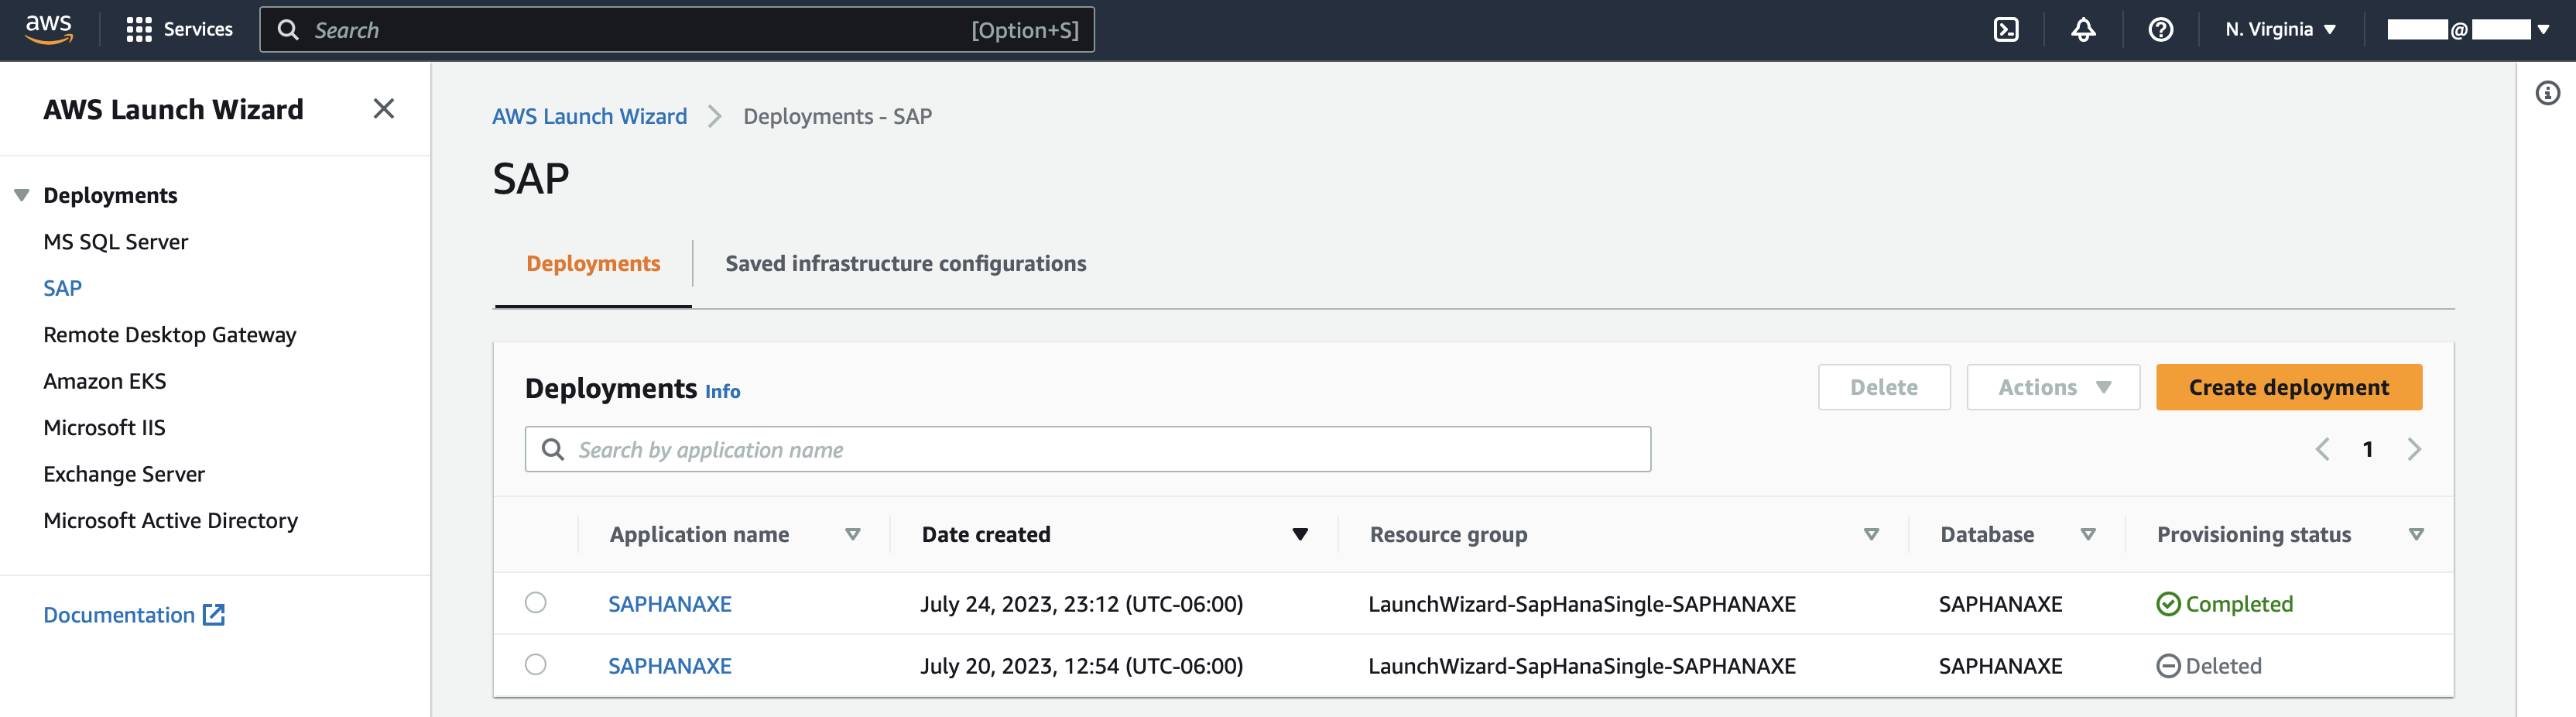 aws Services Search [Option+S] N. Virginia @
AWS Launch Wizard
Deployments
MS SQL Server
SAP
Remote Desktop Gateway
Amazon EKS
Microsoft IIS
Exchange Server
Microsoft Active Directory
Documentation
AWS Launch Wizard > Deployments - SAP
SAP
Deployments Saved infrastructure configurations
Deployments Info Delete Actions Create deployment
Search by application name 1
Application name Date created Resource group Database Provisioning status
SAPHANAXE July 24, 2023, 23:12 (UTC-06:00) LaunchWizard-SapHanaSingle-SAPHANAXE SAPHANAXE Completed
SAPHANAXE July 20, 2023, 12:54 (UTC-06:00) LaunchWizard-SapHanaSingle-SAPHANAXE SAPHANAXE Deleted